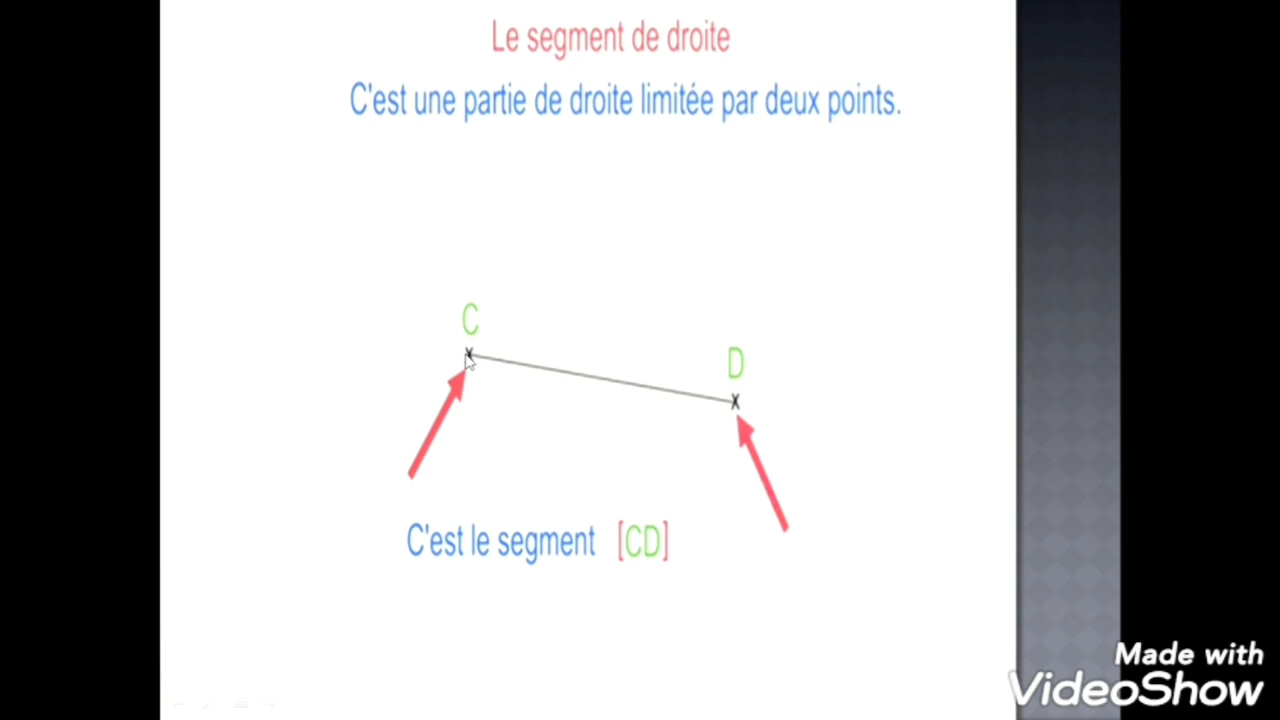 Le segment de droite
C'est une partie de droite limitée par deux points.
C
D
C'est le segment [CD]
Made with
VideoShow